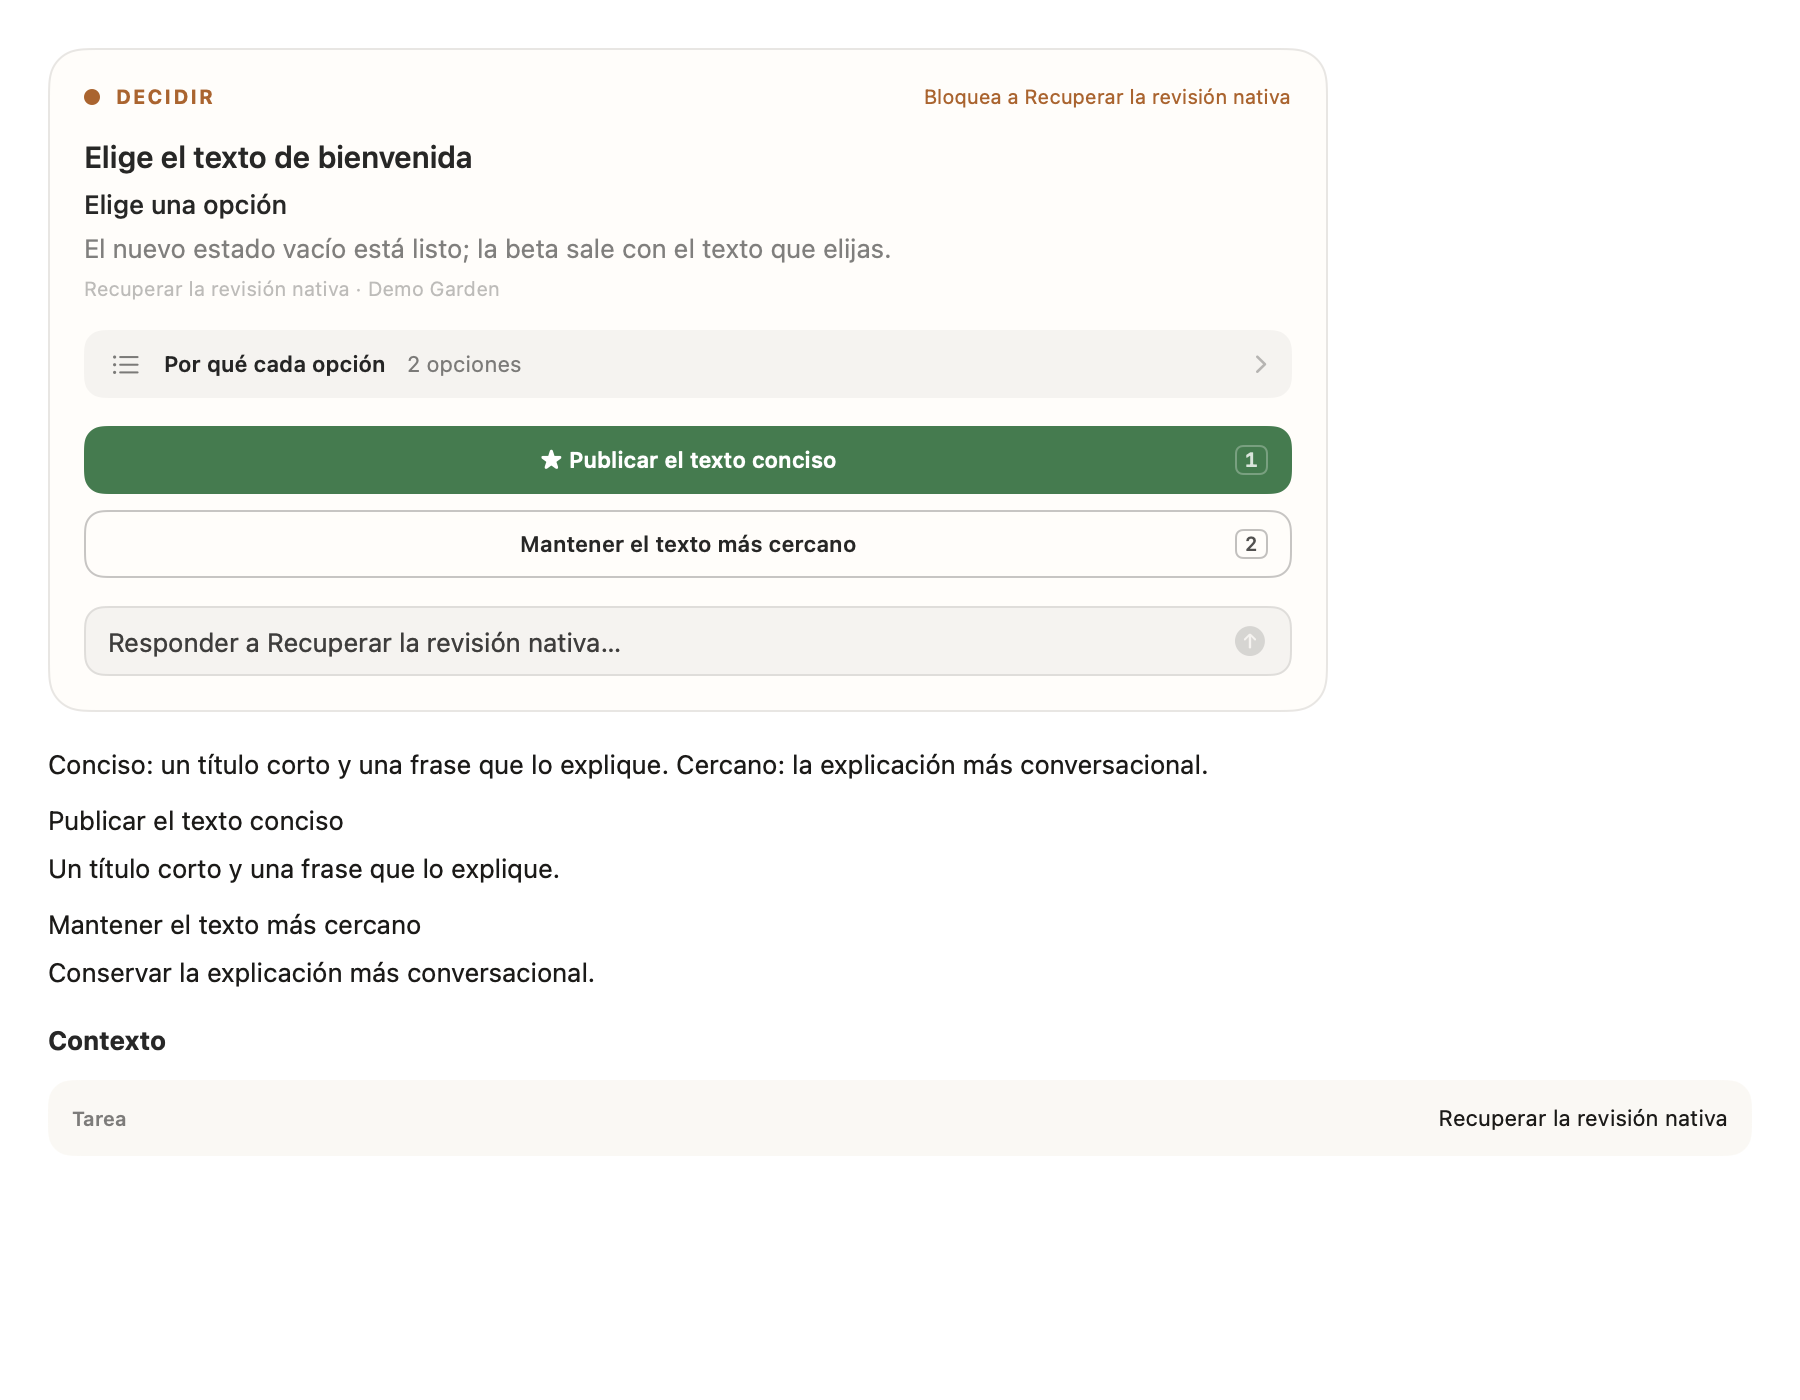 DECIDIR
Bloquea a Recuperar la revisión nativa
Elige el texto de bienvenida
Elige una opción
El nuevo estado vacío está listo; la beta sale con el texto que elijas.
Recuperar la revisión nativa · Demo Garden
Por qué cada opción 2 opciones
★ Publicar el texto conciso 1
Mantener el texto más cercano 2
Responder a Recuperar la revisión nativa...
Conciso: un título corto y una frase que lo explique. Cercano: la explicación más conversacional.
Publicar el texto conciso
Un título corto y una frase que lo explique.
Mantener el texto más cercano
Conservar la explicación más conversacional.
Contexto
Tarea Recuperar la revisión nativa